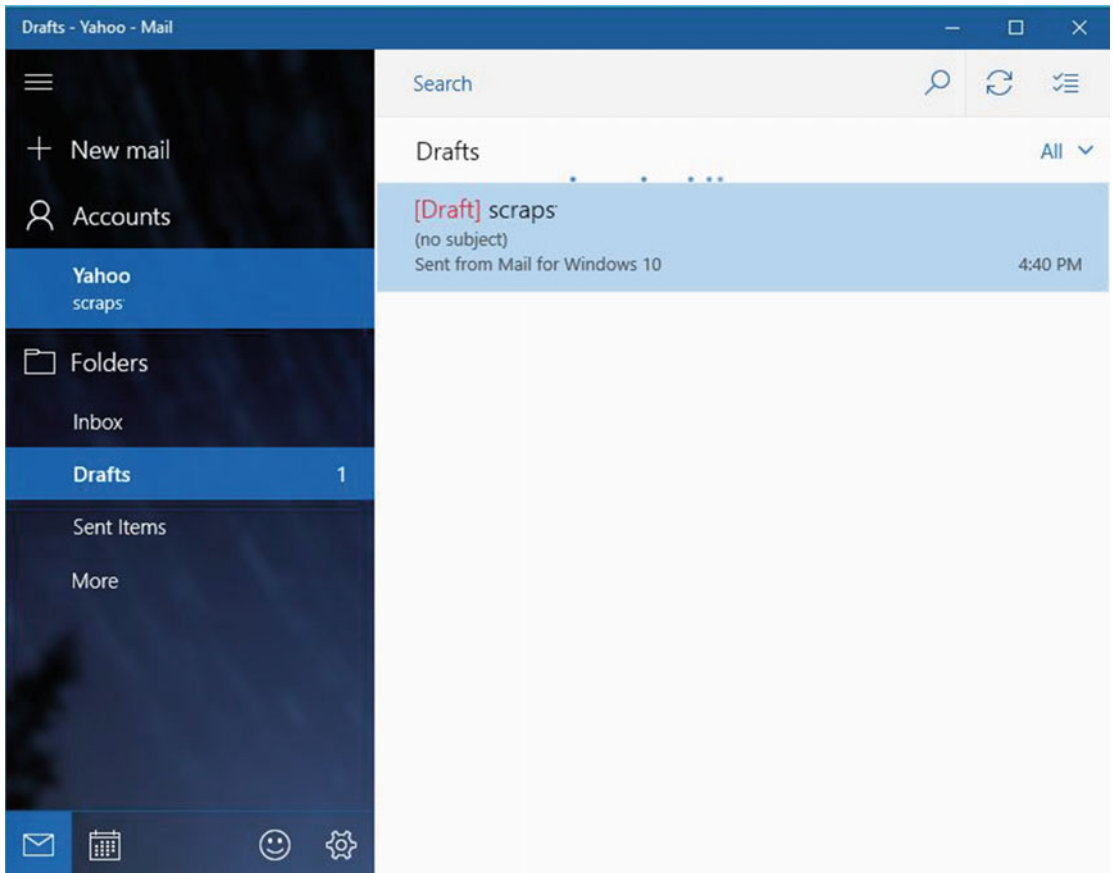 Drafts - Yahoo - Mail
New mail
Accounts
Yahoo
scraps
Folders
Inbox
Drafts 1
Sent Items
More
Search
Drafts
All
[Draft] scraps
(no subject)
Sent from Mail for Windows 10 4:40 PM